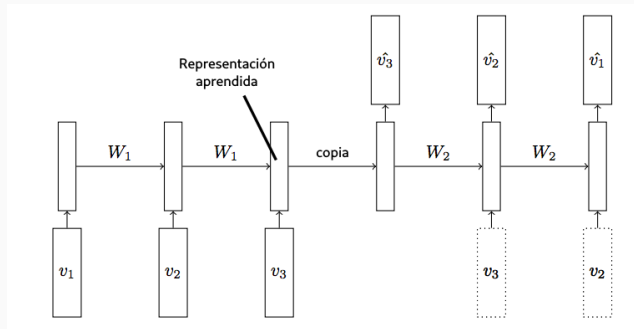 v̂₃ v̂₂ v̂₁
Representación
aprendida
W₁ W₁ copia W₂ W₂
v₁ v₂ v₃ v₃ v₂